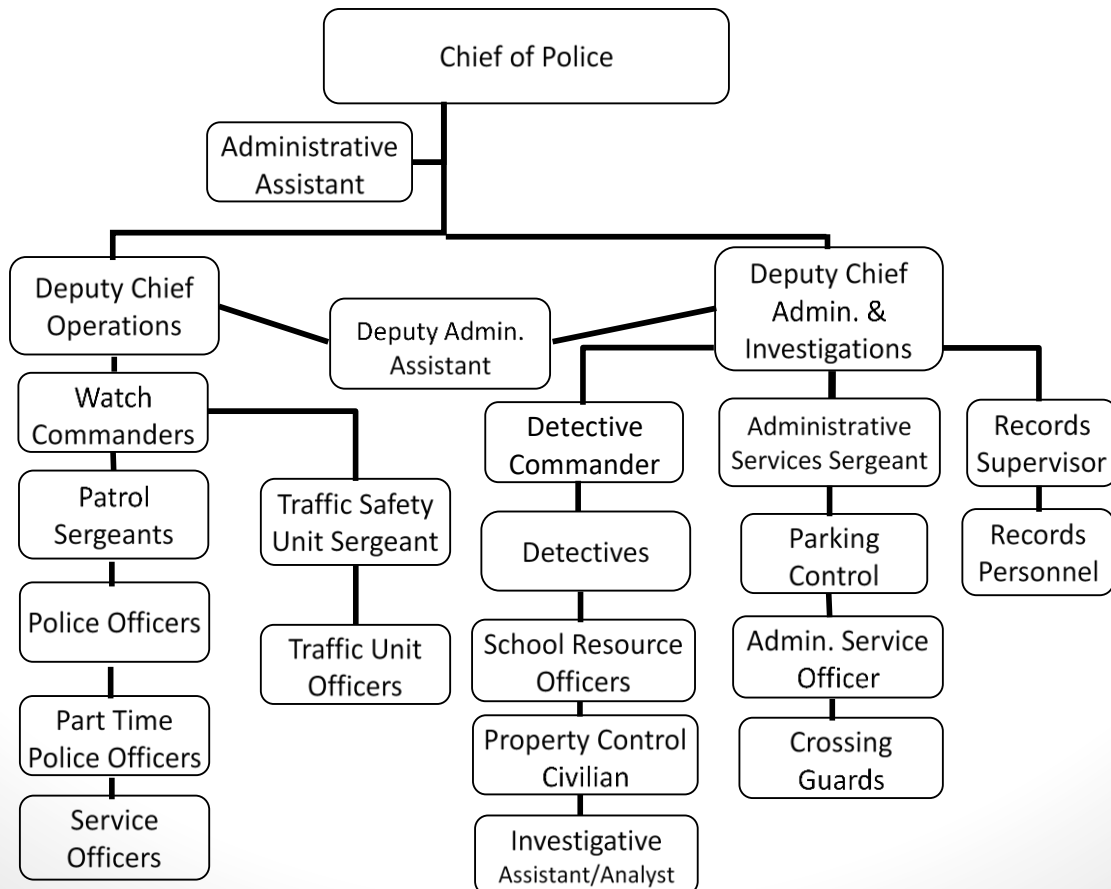 Chief of Police
Administrative
Assistant
Deputy Chief
Operations
Deputy Admin.
Assistant
Deputy Chief
Admin. &
Investigations
Watch
Commanders
Patrol
Sergeants
Police Officers
Part Time
Police Officers
Service
Officers
Traffic Safety
Unit Sergeant
Traffic Unit
Officers
Detective
Commander
Detectives
School Resource
Officers
Property Control
Civilian
Investigative
Assistant/Analyst
Administrative
Services Sergeant
Parking
Control
Admin. Service
Officer
Crossing
Guards
Records
Supervisor
Records
Personnel